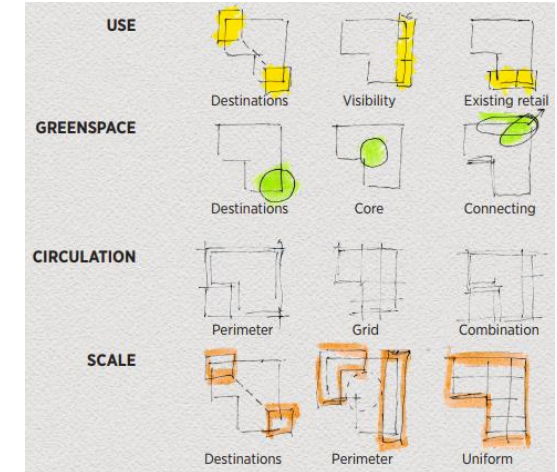 USE
Destinations
Visibility
Existing retail
GREENSPACE
Destinations
Core
Connecting
CIRCULATION
Perimeter
Grid
Combination
SCALE
Destinations
Perimeter
Uniform